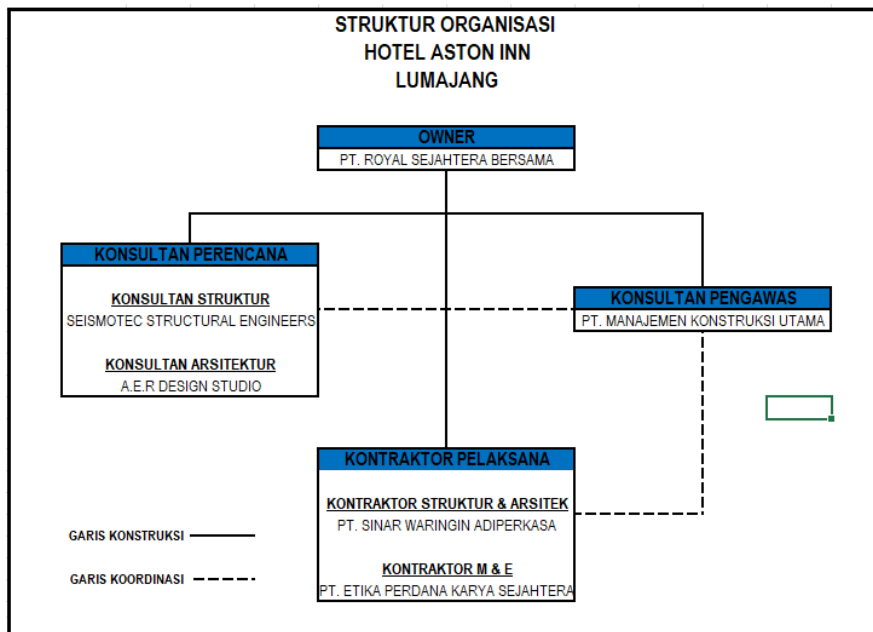 STRUKTUR ORGANISASI
HOTEL ASTON INN
LUMAJANG
OWNER
PT. ROYAL SEJAHTERA BERSAMA
KONSULTAN PERENCANA
KONSULTAN STRUKTUR
SEISMOTEC STRUCTURAL ENGINEERS
KONSULTAN ARSITEKTUR
A.E.R DESIGN STUDIO
KONSULTAN PENGAWAS
PT. MANAJEMEN KONSTRUKSI UTAMA
KONTRAKTOR PELAKSANA
KONTRAKTOR STRUKTUR & ARSITEK
PT. SINAR WARINGIN ADIPERKASA
KONTRAKTOR M & E
PT. ETIKA PERDANA KARYA SEJAHTERA
GARIS KONSTRUKSI
GARIS KOORDINASI